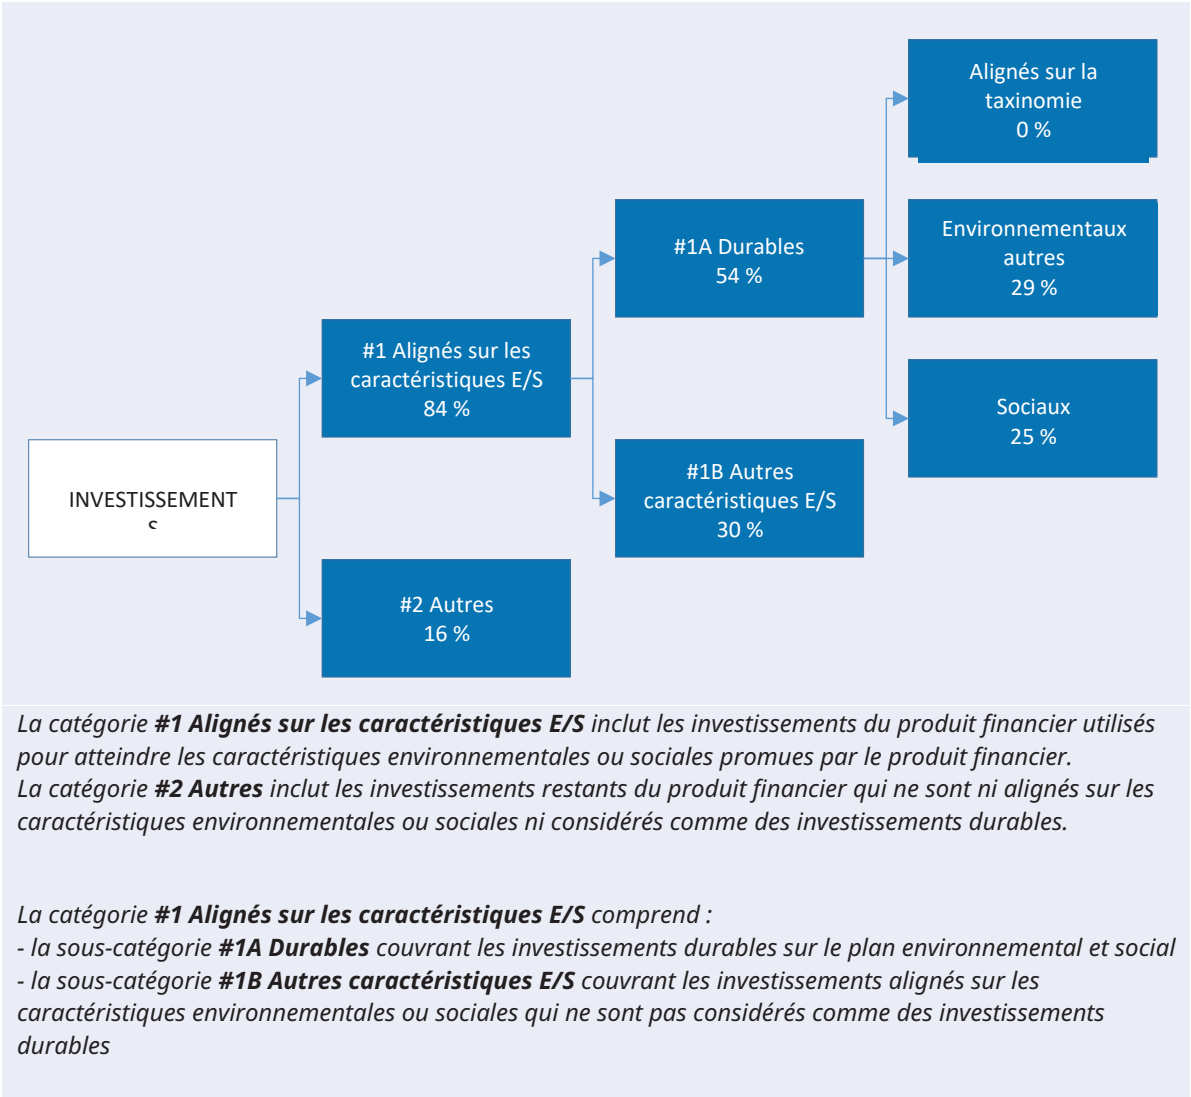 Alignés sur la
taxinomie
0 %
Environnementaux
autres
29 %
#1A Durables
54 %
#1 Alignés sur les
caractéristiques E/S
84 %
Sociaux
25 %
#1B Autres
caractéristiques E/S
30 %
INVESTISSEMENT
S
#2 Autres
16 %
La catégorie #1 Alignés sur les caractéristiques E/S inclut les investissements du produit financier utilisés
pour atteindre les caractéristiques environnementales ou sociales promues par le produit financier.
La catégorie #2 Autres inclut les investissements restants du produit financier qui ne sont ni alignés sur les
caractéristiques environnementales ou sociales ni considérés comme des investissements durables.
La catégorie #1 Alignés sur les caractéristiques E/S comprend :
- la sous-catégorie #1A Durables couvrant les investissements durables sur le plan environnemental et social
- la sous-catégorie #1B Autres caractéristiques E/S couvrant les investissements alignés sur les
caractéristiques environnementales ou sociales qui ne sont pas considérés comme des investissements
durables